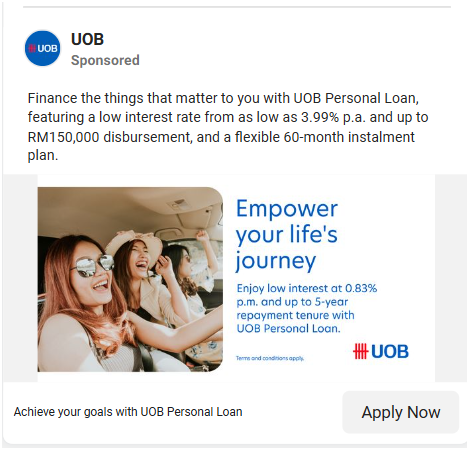 UOB
UOB
Sponsored
Finance the things that matter to you with UOB Personal Loan,
featuring a low interest rate from as low as 3.99% p.a. and up to
RM150,000 disbursement, and a flexible 60-month instalment
plan.
Empower
your life's
journey
Enjoy low interest at 0.83%
p.m. and up to 5-year
repayment tenure with
UOB Personal Loan.
Terms and conditions apply.
UOB
Achieve your goals with UOB Personal Loan
Apply Now